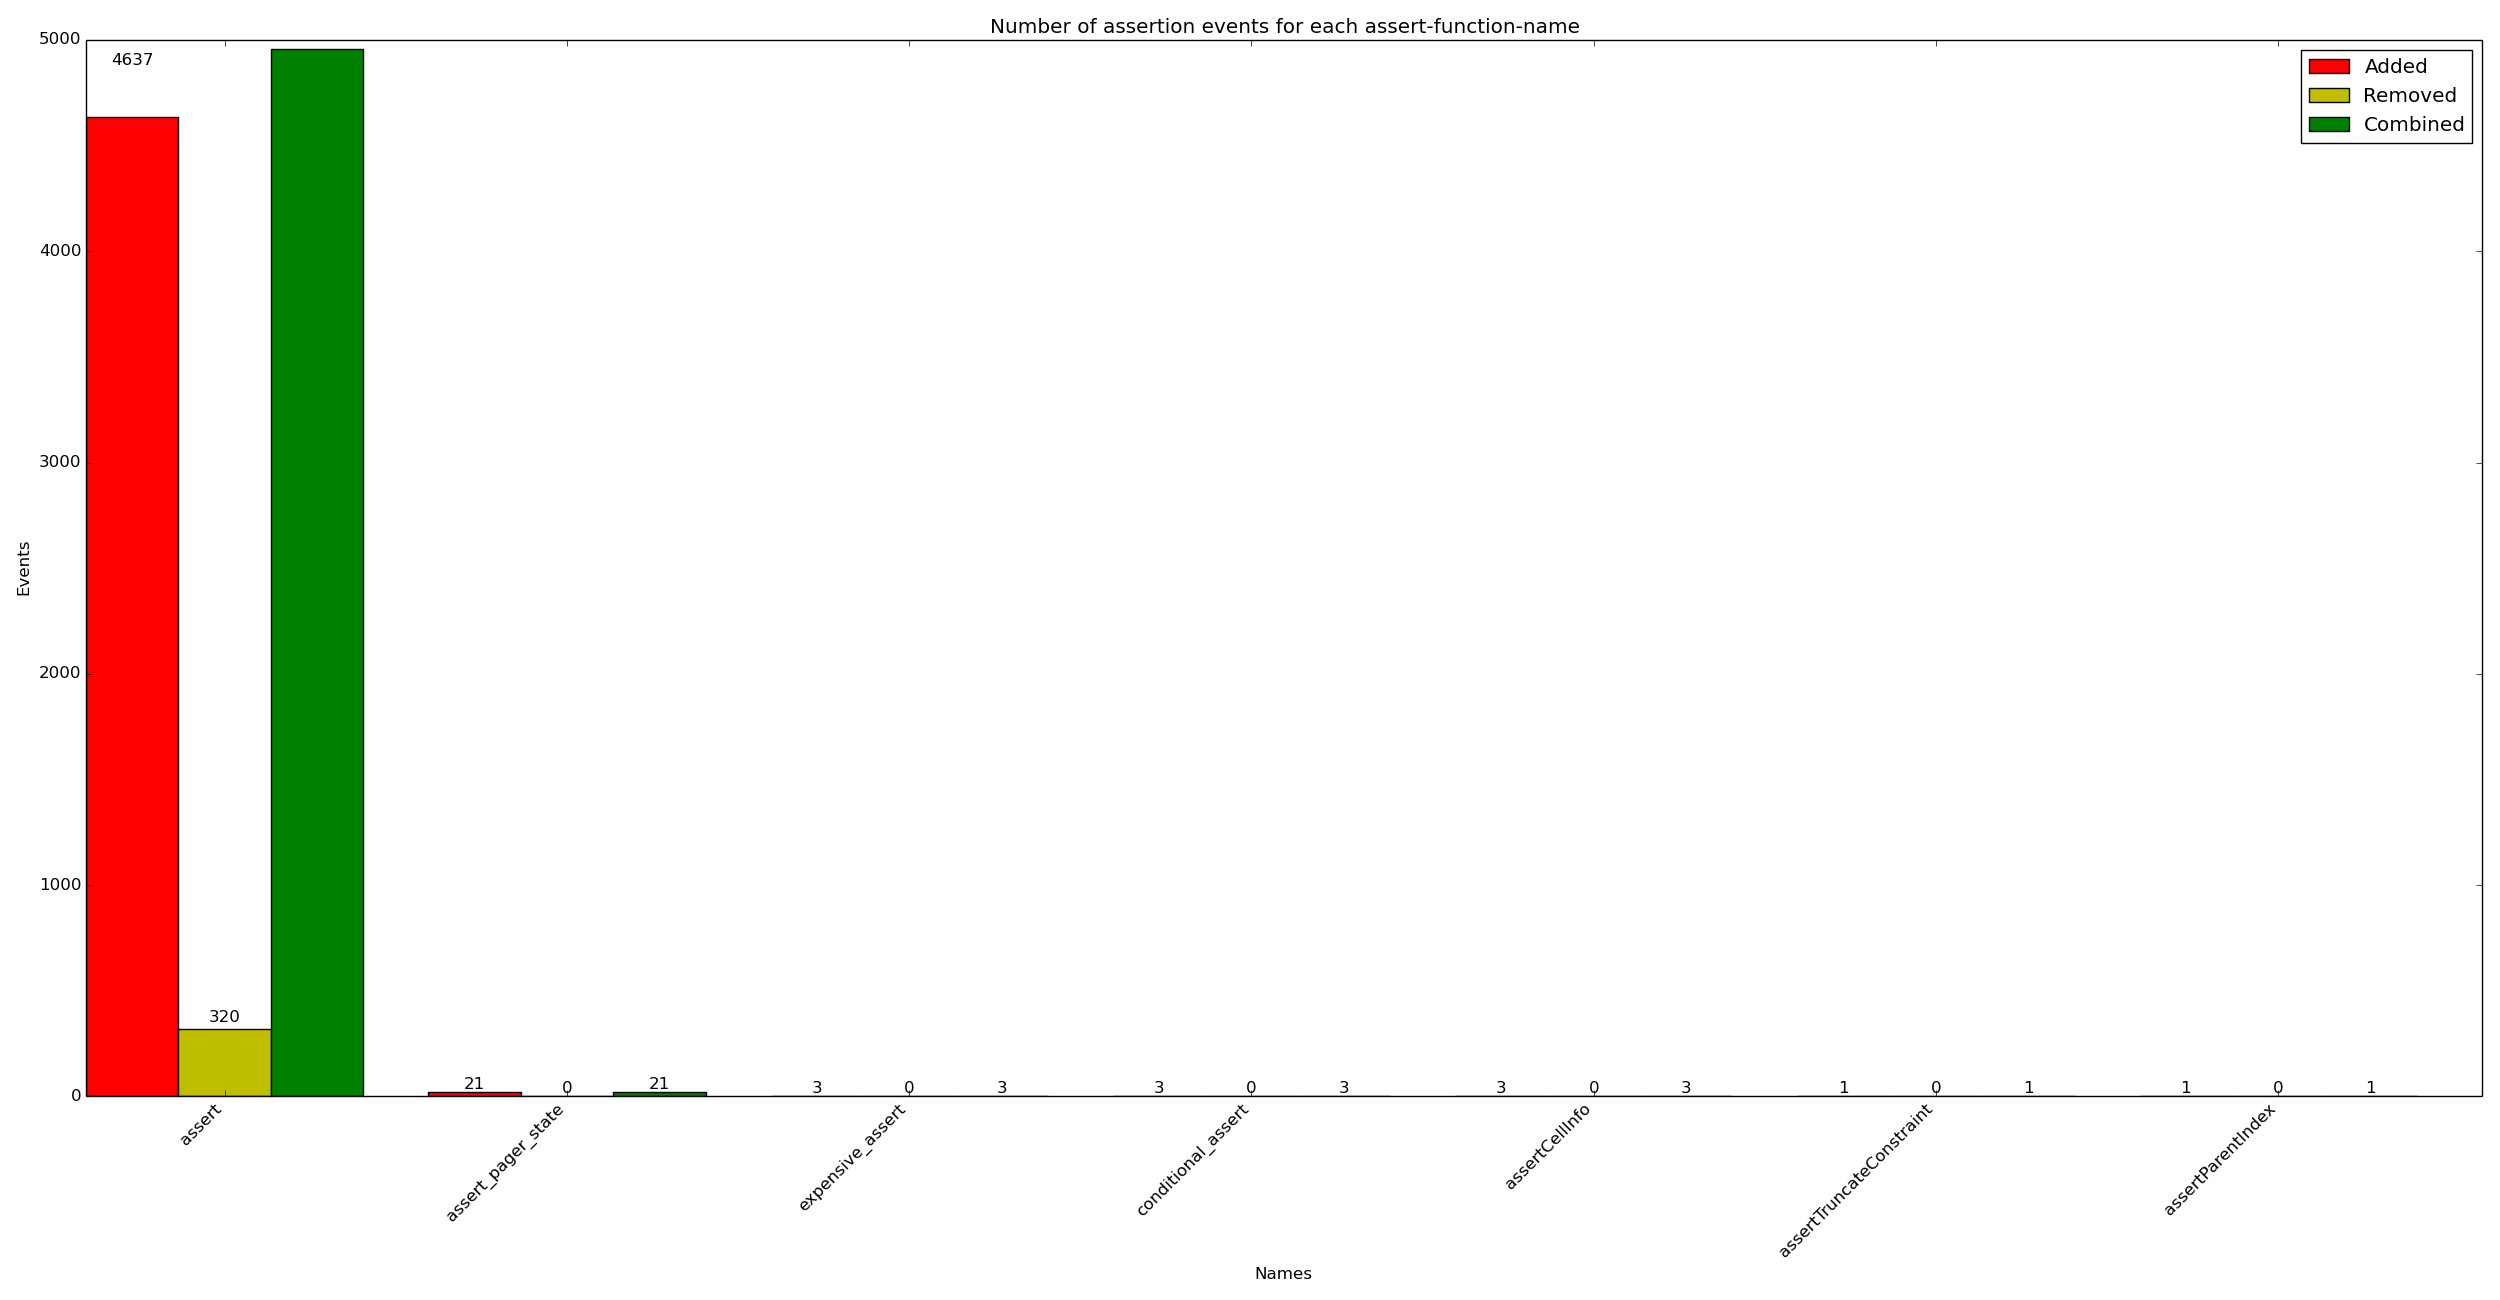 Number of assertion events for each assert-function-name
5000
4000
3000
2000
1000
0
Events
4637
320
21
0
21
3
0
3
3
0
3
3
0
3
1
0
1
1
0
1
Added
Removed
Combined
assert
assert_pager_state
expensive_assert
conditional_assert
assertCellInfo
assertTruncateConstraint
assertParentIndex
Names